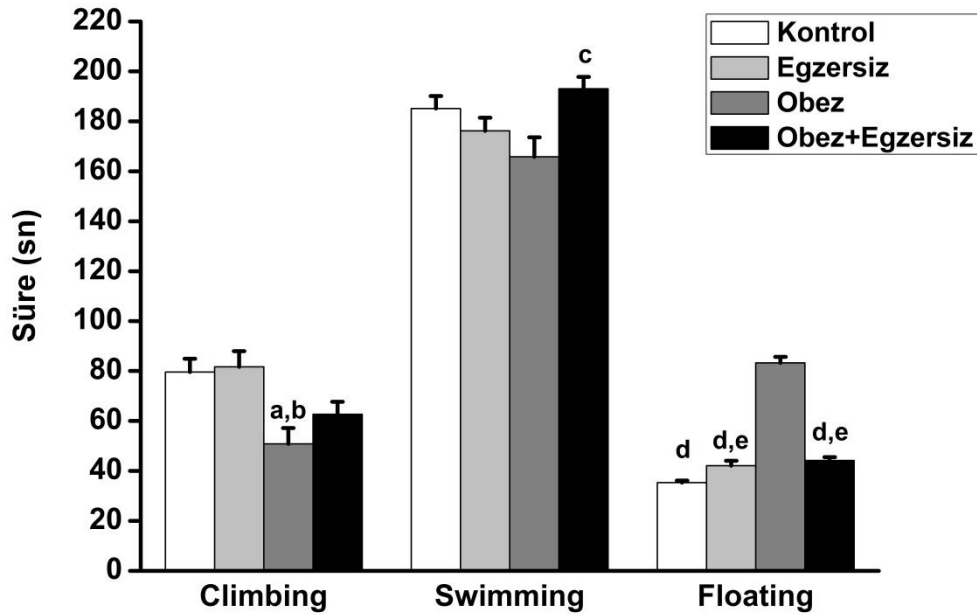 220
200
180
160
140
120
100
80
60
40
20
0
Süre (sn)
Kontrol
Egzersiz
Obez
Obez+Egzersiz
a,b
c
d
d,e
d,e
Climbing
Swimming
Floating